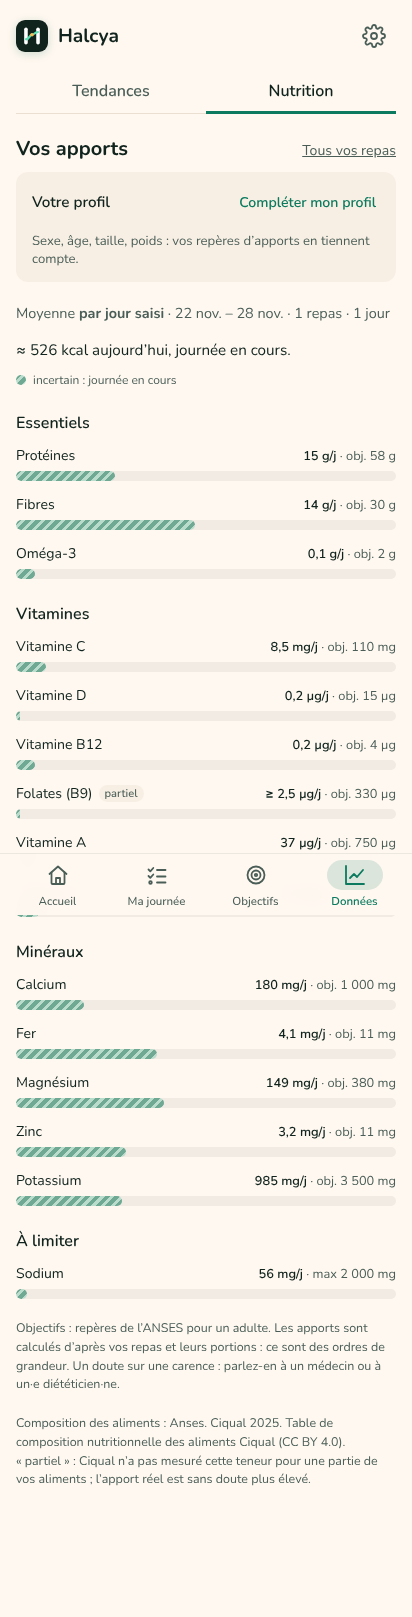 Halcya
Tendances
Nutrition
Vos apports
Tous vos repas
Votre profil
Compléter mon profil
Sexe, âge, taille, poids : vos repères d’apports en tiennent
compte.
Moyenne par jour saisi · 22 nov. – 28 nov. · 1 repas · 1 jour
≈ 526 kcal aujourd’hui, journée en cours.
incertain : journée en cours
Essentiels
Protéines
15 g/j · obj. 58 g
Fibres
14 g/j · obj. 30 g
Oméga-3
0,1 g/j · obj. 2 g
Vitamines
Vitamine C
8,5 mg/j · obj. 110 mg
Vitamine D
0,2 µg/j · obj. 15 µg
Vitamine B12
0,2 µg/j · obj. 4 µg
Folates (B9) partiel
≥ 2,5 µg/j · obj. 330 µg
Vitamine A
37 µg/j · obj. 750 µg
Accueil
Ma journée
Objectifs
Données
Minéraux
Calcium
180 mg/j · obj. 1 000 mg
Fer
4,1 mg/j · obj. 11 mg
Magnésium
149 mg/j · obj. 380 mg
Zinc
3,2 mg/j · obj. 11 mg
Potassium
985 mg/j · obj. 3 500 mg
À limiter
Sodium
56 mg/j · max 2 000 mg
Objectifs : repères de l’ANSES pour un adulte. Les apports sont
calculés d’après vos repas et leurs portions : ce sont des ordres de
grandeur. Un doute sur une carence : parlez-en à un médecin ou à
un·e diététicien·ne.
Composition des aliments : Anses. Ciqual 2025. Table de
composition nutritionnelle des aliments Ciqual (CC BY 4.0).
« partiel » : Ciqual n’a pas mesuré cette teneur pour une partie de
vos aliments ; l’apport réel est sans doute plus élevé.